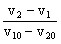 v₂ − v₁
v₁₀ − v₂₀